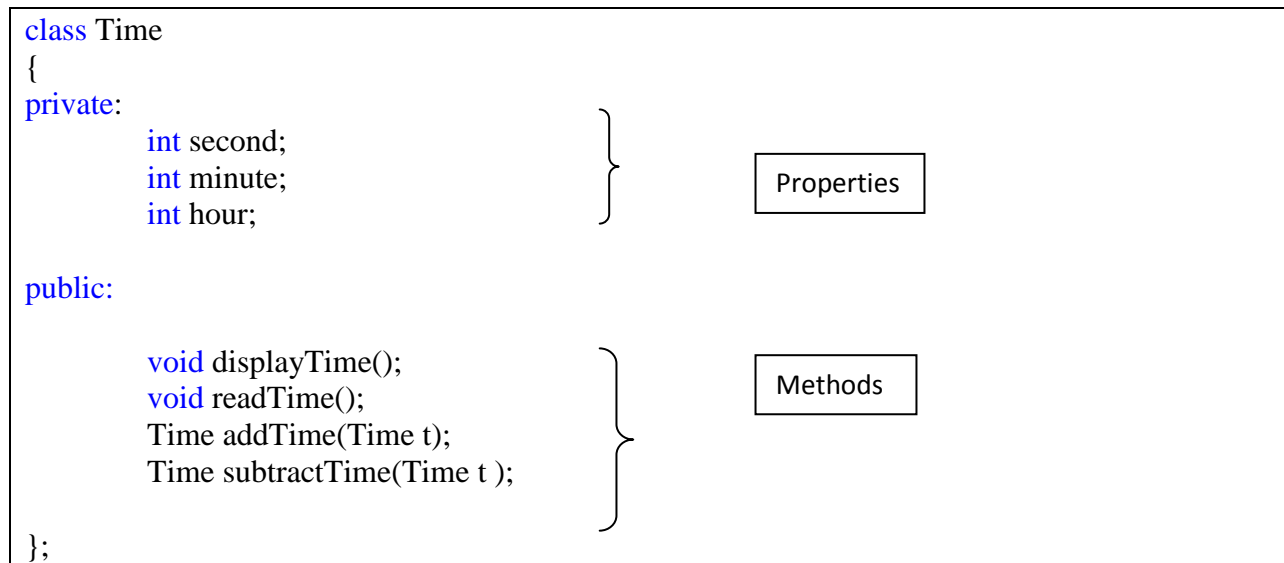 class Time
{
private:
int second;
int minute;
int hour;
Properties
public:
void displayTime();
void readTime();
Time addTime(Time t);
Time subtractTime(Time t );
Methods
};